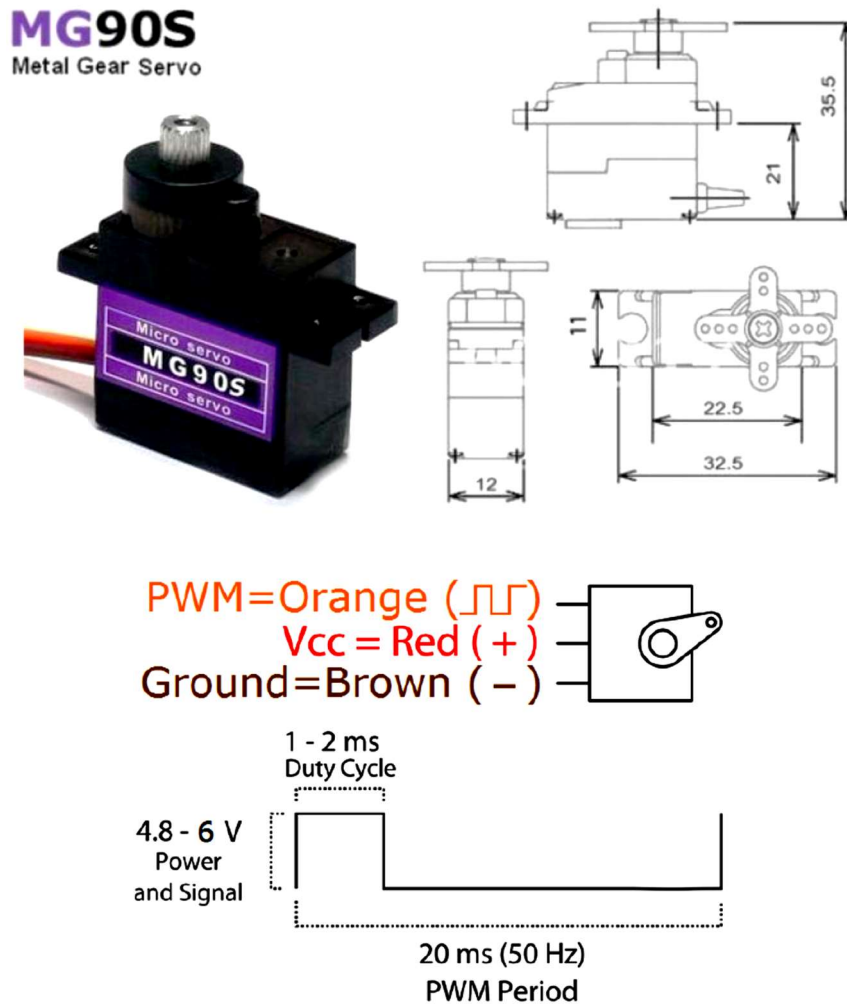 MG90S
Metal Gear Servo
35.5
21
Micro servo
MG90S
Micro servo
11
22.5
32.5
12
PWM=Orange ( )
Vcc = Red ( + )
Ground=Brown ( − )
1 - 2 ms
Duty Cycle
4.8 - 6 V
Power
and Signal
20 ms (50 Hz)
PWM Period